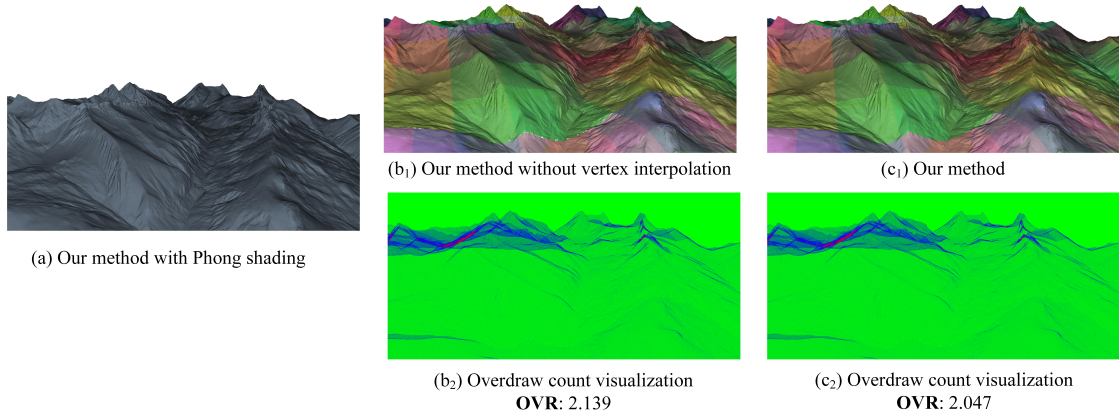 (a) Our method with Phong shading
(b₁) Our method without vertex interpolation
(c₁) Our method
(b₂) Overdraw count visualization
OVR: 2.139
(c₂) Overdraw count visualization
OVR: 2.047